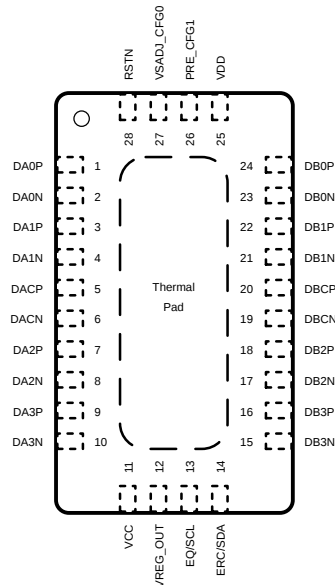 RSTN VSADJ_CFG0 PRE_CFG1 VDD
28 27 26 25
DA0P 1 24 DB0P
DA0N 2 23 DB0N
DA1P 3 22 DB1P
DA1N 4 21 DB1N
DACP 5 20 DBCP
DACN 6 19 DBCN
DA2P 7 18 DB2P
DA2N 8 17 DB2N
DA3P 9 16 DB3P
DA3N 10 15 DB3N
Thermal
Pad
11 12 13 14
VCC VREG_OUT EQ/SCL ERC/SDA